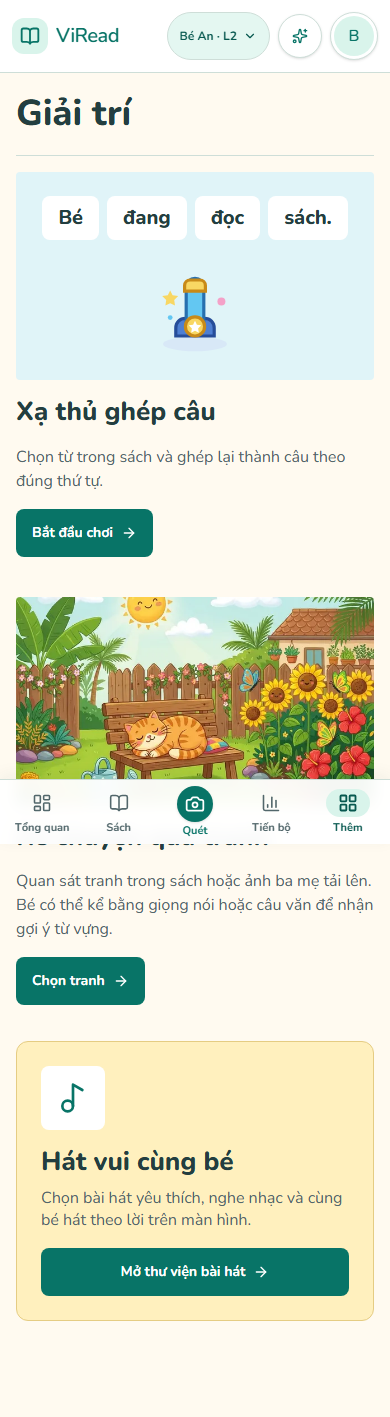 ViRead
Bé An · L2
B
Giải trí
Bé đang đọc sách.
Xạ thủ ghép câu
Chọn từ trong sách và ghép lại thành câu theo
đúng thứ tự.
Bắt đầu chơi
Tổng quan
Sách
Quét
Tiến bộ
Thêm
Quan sát tranh trong sách hoặc ảnh ba mẹ tải lên.
Bé có thể kể bằng giọng nói hoặc câu văn để nhận
gợi ý từ vựng.
Chọn tranh
Hát vui cùng bé
Chọn bài hát yêu thích, nghe nhạc và cùng
bé hát theo lời trên màn hình.
Mở thư viện bài hát